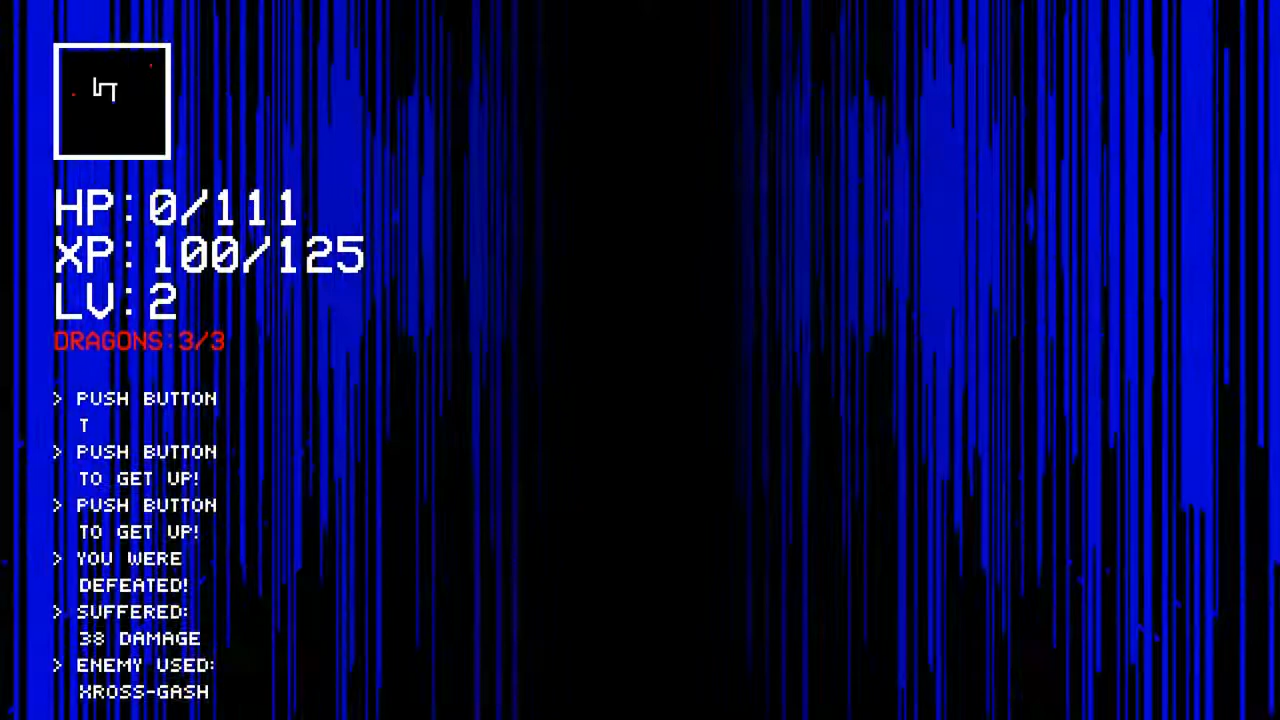 HP:0/111
XP:100/125
LV:2
DRAGONS:3/3
> PUSH BUTTON
T
> PUSH BUTTON
TO GET UP!
> PUSH BUTTON
TO GET UP!
> YOU WERE
DEFEATED!
> SUFFERED:
38 DAMAGE
> ENEMY USED:
XROSS-GASH